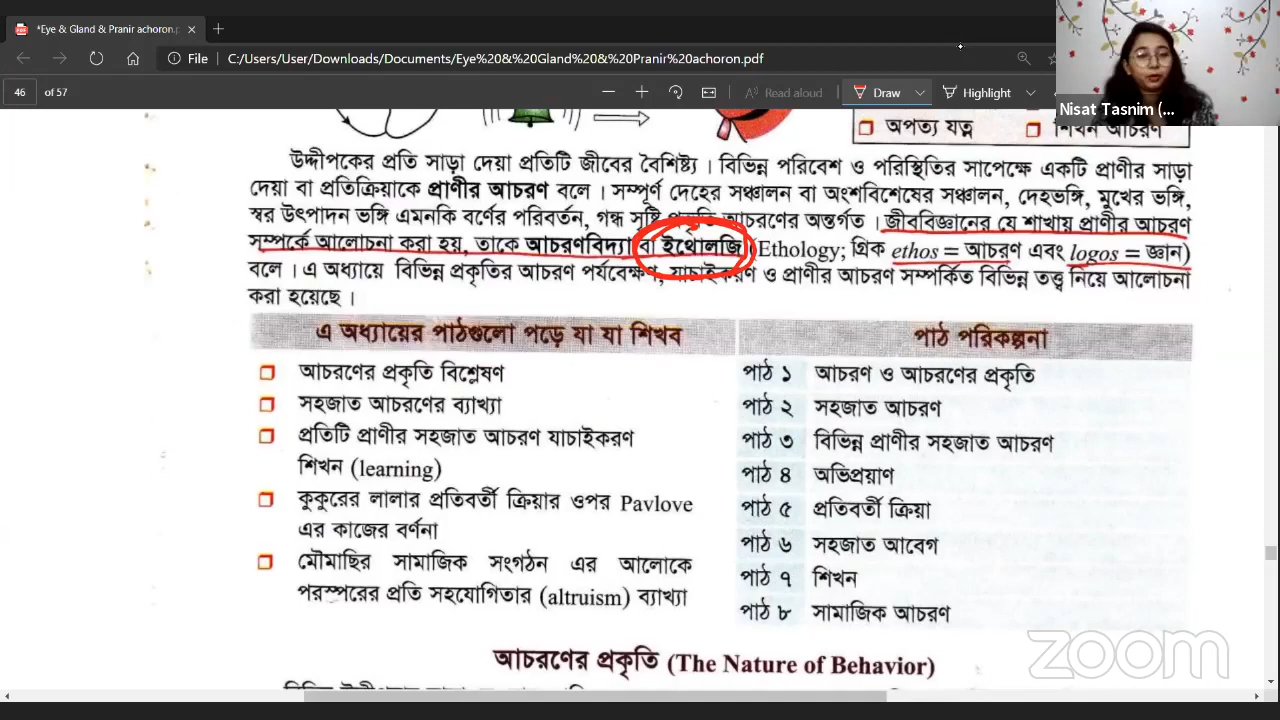 *Eye & Gland & Pranir achoron.p
File
C:/Users/User/Downloads/Documents/Eye%20&%20Gland%20&%20Pranir%20achoron.pdf
46 of 57
Read aloud
Draw
Highlight
Nisat Tasnim (...
অপত্য যত্ন
শিখন আচরণ
উদ্দীপকের প্রতি সাড়া দেয়া প্রতিটি জীবের বৈশিষ্ট্য । বিভিন্ন পরিবেশ ও পরিস্থিতির সাপেক্ষে একটি প্রাণীর সাড়া
দেয়া বা প্রতিক্রিয়াকে প্রাণীর আচরণ বলে । সম্পূর্ণ দেহের সঞ্চালন বা অংশবিশেষের সঞ্চালন, দেহভঙ্গি, মুখের ভঙ্গি,
স্বর উৎপাদন ভঙ্গি এমনকি বর্ণের পরিবর্তন, গন্ধ সৃষ্টি প্রকৃতি আচরণের অন্তর্গত । জীববিজ্ঞানের যে শাখায় প্রাণীর আচরণ
সম্পর্কে আলোচনা করা হয়, তাকে আচরণবিদ্যা বা ইথোলজি (Ethology; গ্রিক ethos = আচরণ এবং logos = জ্ঞান)
বলে । এ অধ্যায়ে বিভিন্ন প্রকৃতির আচরণ পর্যবেক্ষণ, যাচাইকরণ ও প্রাণীর আচরণ সম্পর্কিত বিভিন্ন তত্ত্ব নিয়ে আলোচনা
করা হয়েছে ।
এ অধ্যায়ের পাঠগুলো পড়ে যা যা শিখব
আচরণের প্রকৃতি বিশ্লেষণ
সহজাত আচরণের ব্যাখ্যা
প্রতিটি প্রাণীর সহজাত আচরণ যাচাইকরণ
শিখন (learning)
কুকুরের লালার প্রতিবর্তী ক্রিয়ার ওপর Pavlove
এর কাজের বর্ণনা
মৌমাছির সামাজিক সংগঠন এর আলোকে
পরস্পরের প্রতি সহযোগিতার (altruism) ব্যাখ্যা
পাঠ পরিকল্পনা
পাঠ ১ আচরণ ও আচরণের প্রকৃতি
পাঠ ২ সহজাত আচরণ
পাঠ ৩ বিভিন্ন প্রাণীর সহজাত আচরণ
পাঠ ৪ অভিপ্রয়াণ
পাঠ ৫ প্রতিবর্তী ক্রিয়া
পাঠ ৬ সহজাত আবেগ
পাঠ ৭ শিখন
পাঠ ৮ সামাজিক আচরণ
আচরণের প্রকৃতি (The Nature of Behavior)
zoom